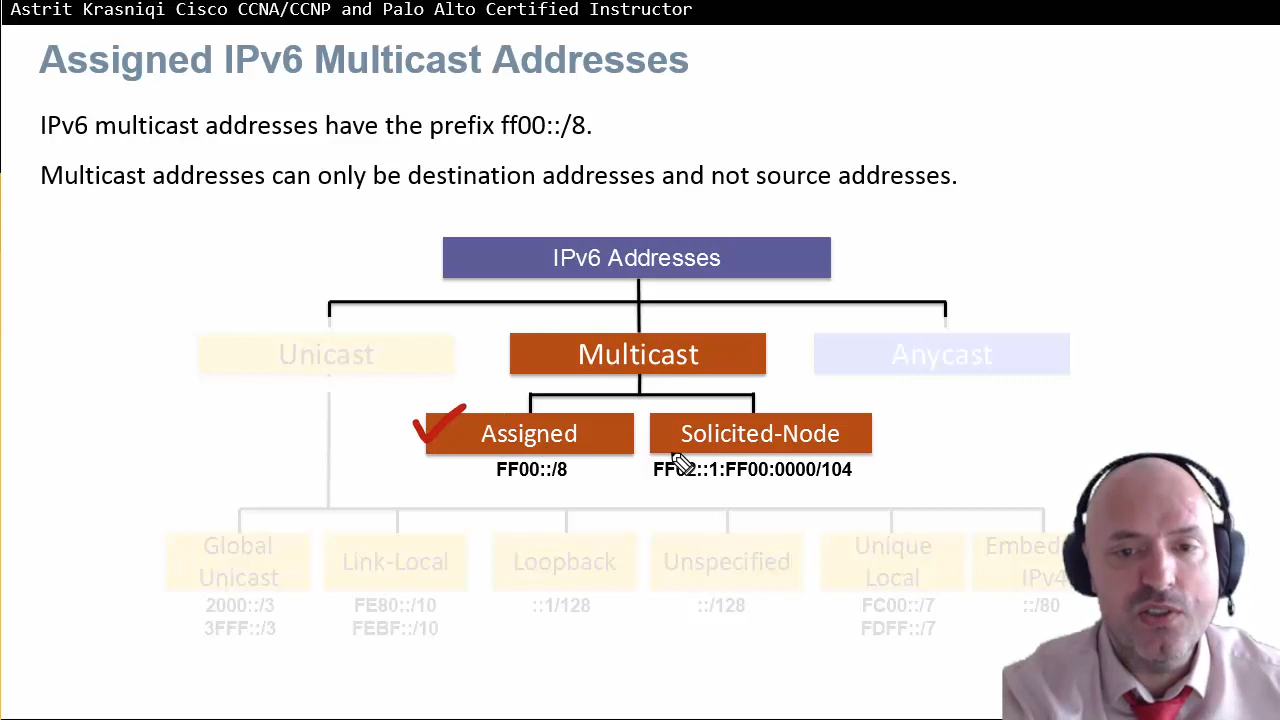 Astrit Krasniqi Cisco CCNA/CCNP and Palo Alto Certified Instructor
Assigned IPv6 Multicast Addresses
IPv6 multicast addresses have the prefix ff00::/8.
Multicast addresses can only be destination addresses and not source addresses.
IPv6 Addresses
Unicast
Multicast
Anycast
Assigned
Solicited-Node
FF00::/8
FF02::1:FF00:0000/104
Global
Unicast
Link-Local
Loopback
Unspecified
Unique
Local
IPv4
2000::/3
3FFF::/3
FE80::/10
FEBF::/10
::1/128
::/128
FC00::/7
FDFF::/7
::/80